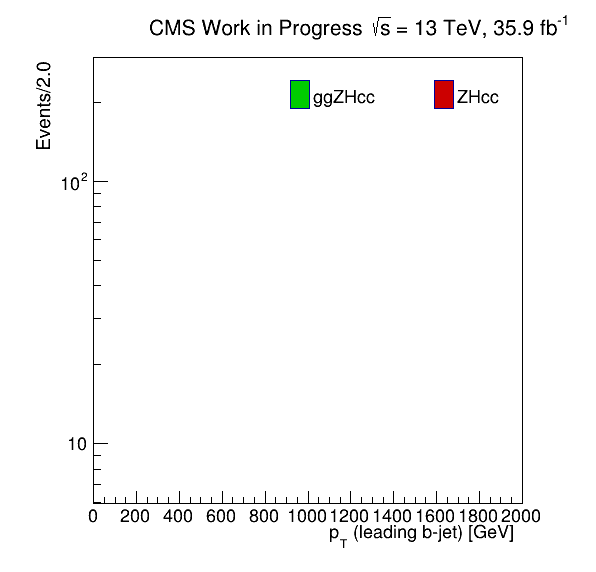 CMS Work in Progress √s = 13 TeV, 35.9 fb⁻¹
Events/2.0
ggZHcc ZHcc
10²
10
0 200 400 600 800 1000 1200 1400 1600 1800 2000
p_T (leading b-jet) [GeV]